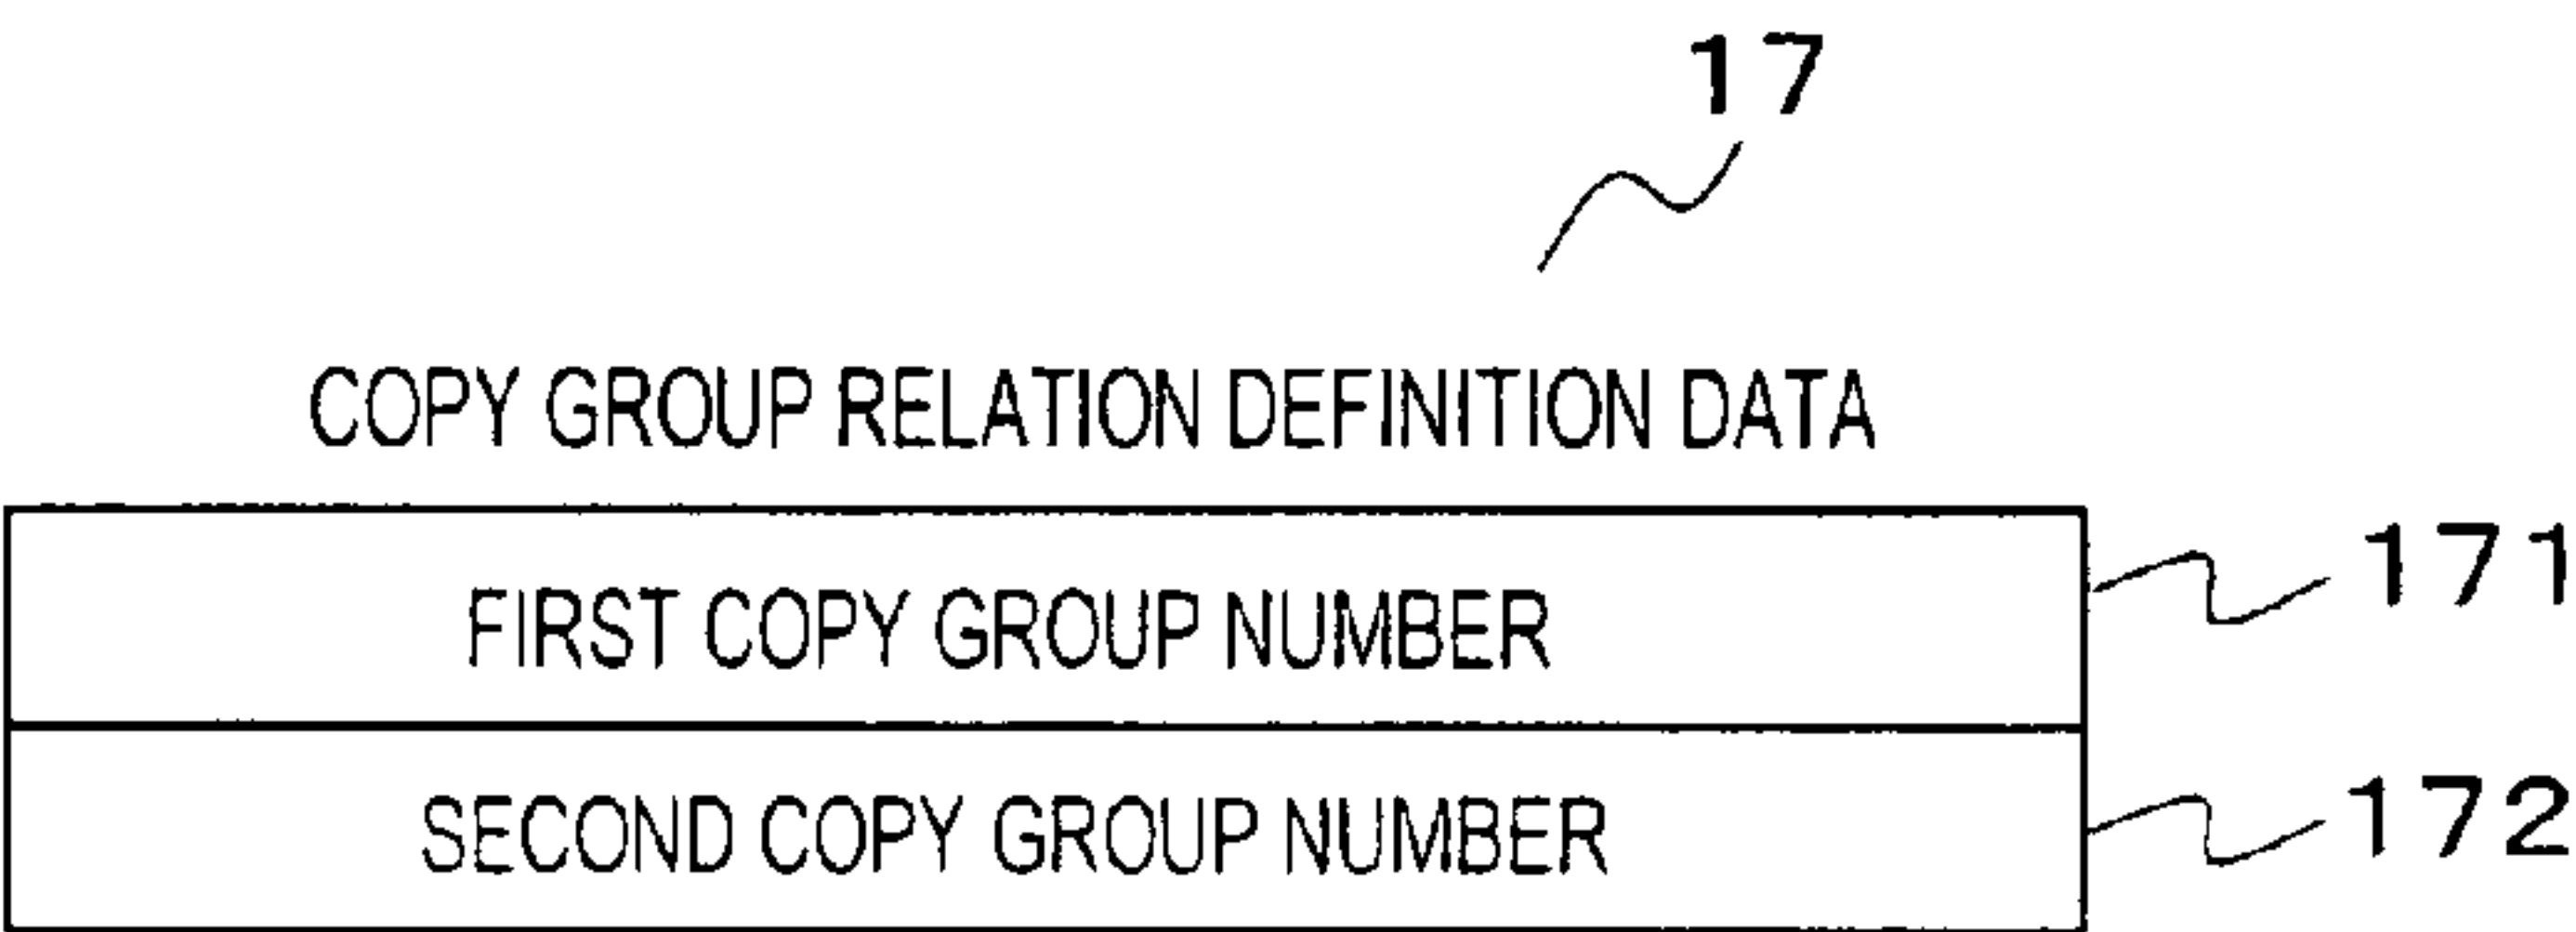 17
COPY GROUP RELATION DEFINITION DATA
FIRST COPY GROUP NUMBER
171
SECOND COPY GROUP NUMBER
172